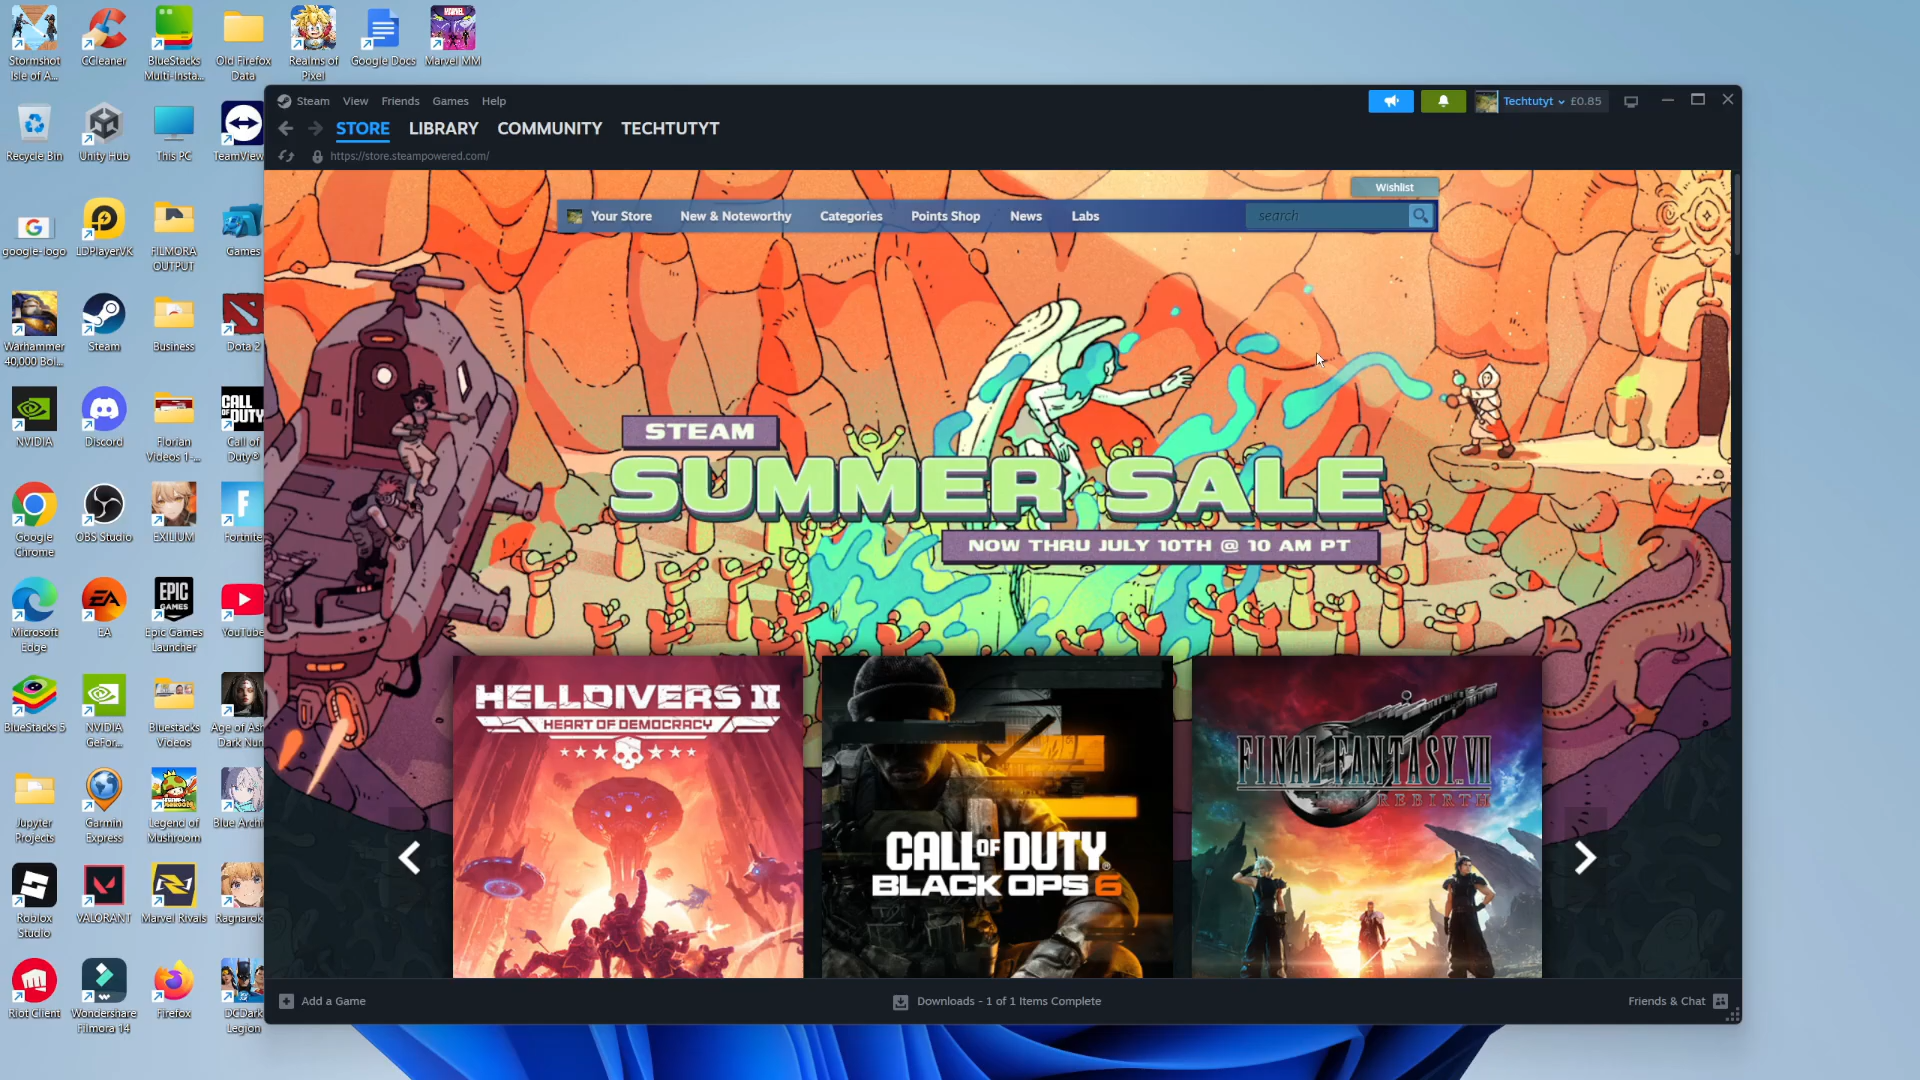 Stormshot
Isle of A...
CCleaner
BlueStacks
Multi-Insta...
Old Firefox
Data
Realms of
Pixel
Google Docs
MARVEL
Marvel MM
Recycle Bin
Unity Hub
This PC
TeamView
google-logo
LDPlayerVK
FILMORA
OUTPUT
Games
Warhammer
40,000 Bol...
Steam
Business
Dota 2
NVIDIA
Discord
Florian
Videos 1-...
CALL OF DUTY
Call of
Duty®
Google
Chrome
OBS Studio
EXILIUM
Fortnite
Microsoft
Edge
EA
EA
EPIC
GAMES
Epic Games
Launcher
YouTube
BlueStacks 5
NVIDIA
GeFor...
Bluestacks
Videos
Age of Ash
Dark Nun
Jupyter
Projects
Garmin
Express
Legend of
Mushroom
Blue Archi
Roblox
Studio
VALORANT
Marvel Rivals
Ragnarok
Riot Client
Wondershare
Filmora 14
Firefox
DCDark
Legion
Steam View Friends Games Help
Techtutyt £0.85
STORE LIBRARY COMMUNITY TECHTUTYT
https://store.steampowered.com/
Wishlist
Your Store New & Noteworthy Categories Points Shop News Labs search
STEAM
SUMMER SALE
NOW THRU JULY 10TH @ 10 AM PT
HELLDIVERS II
HEART OF DEMOCRACY
CALL OF DUTY®
BLACK OPS 6
FINAL FANTASY VII
REBIRTH
Add a Game
Downloads - 1 of 1 Items Complete
Friends & Chat